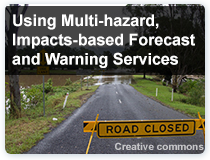 Using Multi-hazard,
Impacts-based Forecast
and Warning Services
ROAD CLOSED
Creative commons